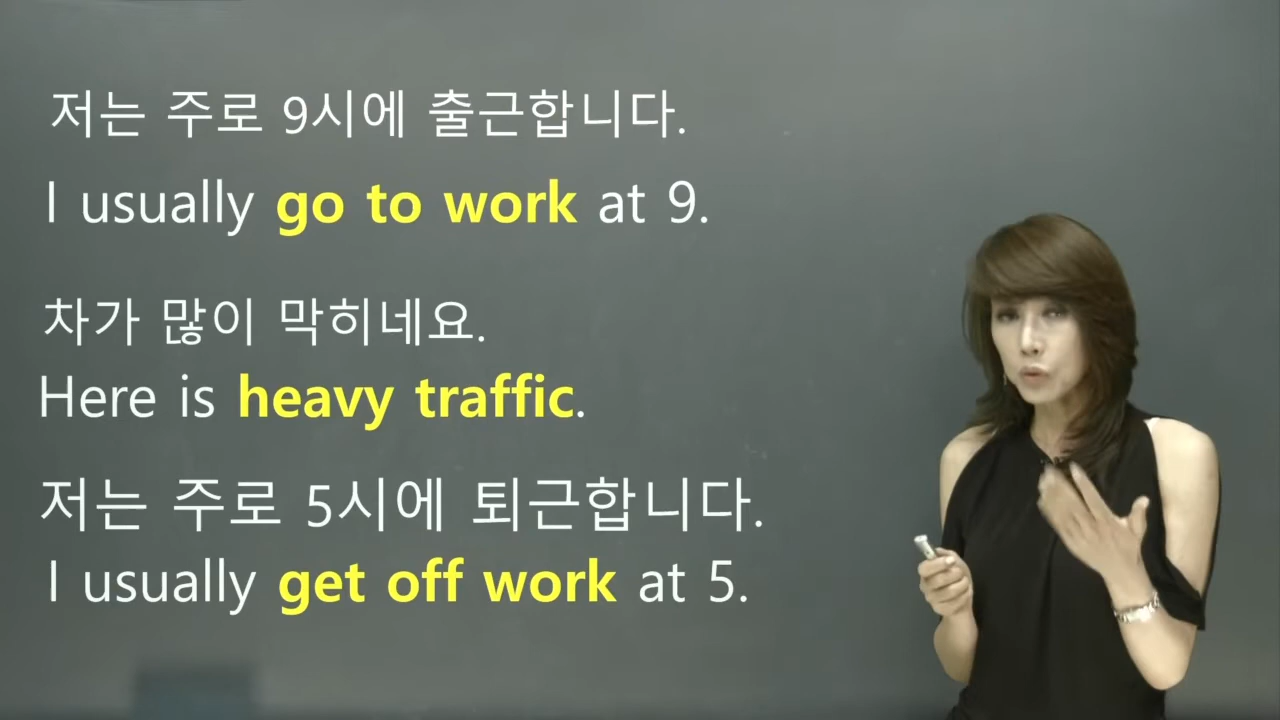 저는 주로 9시에 출근합니다.
I usually go to work at 9.
차가 많이 막히네요.
Here is heavy traffic.
저는 주로 5시에 퇴근합니다.
I usually get off work at 5.